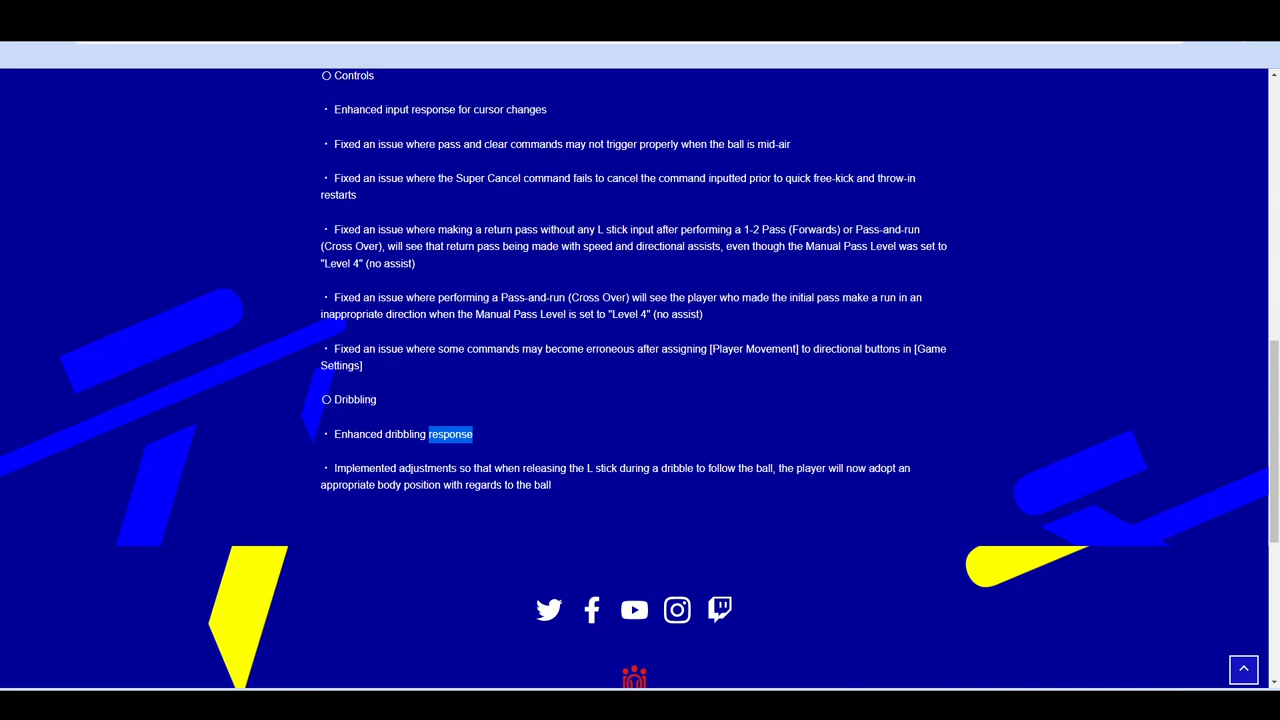 ○ Controls
・ Enhanced input response for cursor changes
・ Fixed an issue where pass and clear commands may not trigger properly when the ball is mid-air
・ Fixed an issue where the Super Cancel command fails to cancel the command inputted prior to quick free-kick and throw-in
restarts
・ Fixed an issue where making a return pass without any L stick input after performing a 1-2 Pass (Forwards) or Pass-and-run
(Cross Over), will see that return pass being made with speed and directional assists, even though the Manual Pass Level was set to
"Level 4" (no assist)
・ Fixed an issue where performing a Pass-and-run (Cross Over) will see the player who made the initial pass make a run in an
inappropriate direction when the Manual Pass Level is set to "Level 4" (no assist)
・ Fixed an issue where some commands may become erroneous after assigning [Player Movement] to directional buttons in [Game
Settings]
○ Dribbling
・ Enhanced dribbling response
・ Implemented adjustments so that when releasing the L stick during a dribble to follow the ball, the player will now adopt an
appropriate body position with regards to the ball